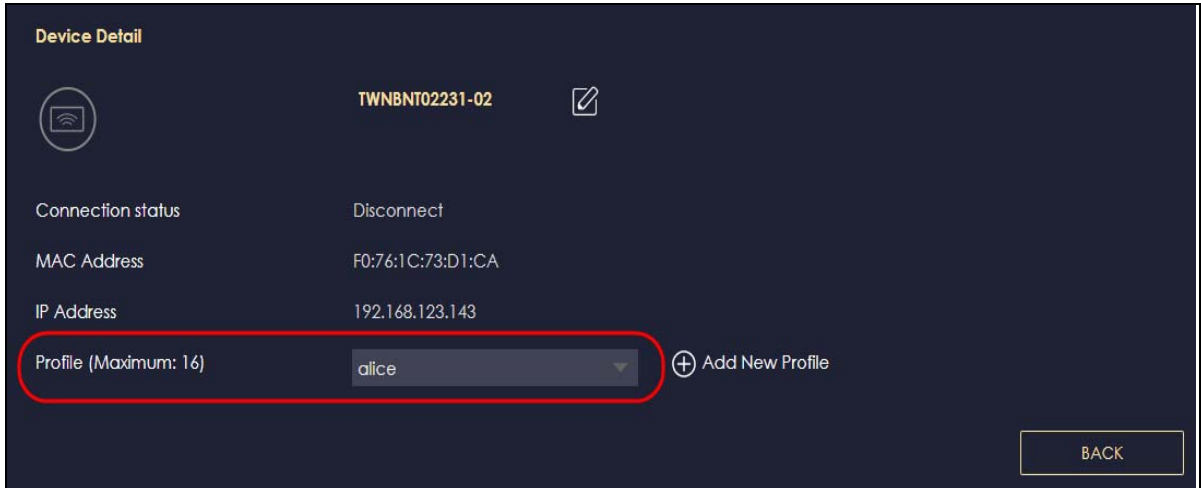 Device Detail
TWNBNT02231-02
Connection status Disconnect
MAC Address F0:76:1C:73:D1:CA
IP Address 192.168.123.143
Profile (Maximum: 16) alice Add New Profile
BACK